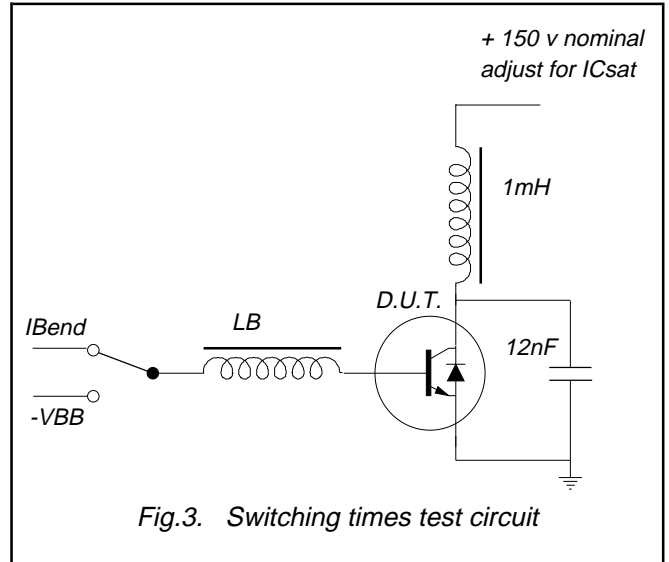 + 150 v nominal
adjust for ICsat
1mH
D.U.T.
IBend
LB
12nF
-VBB
Fig.3. Switching times test circuit